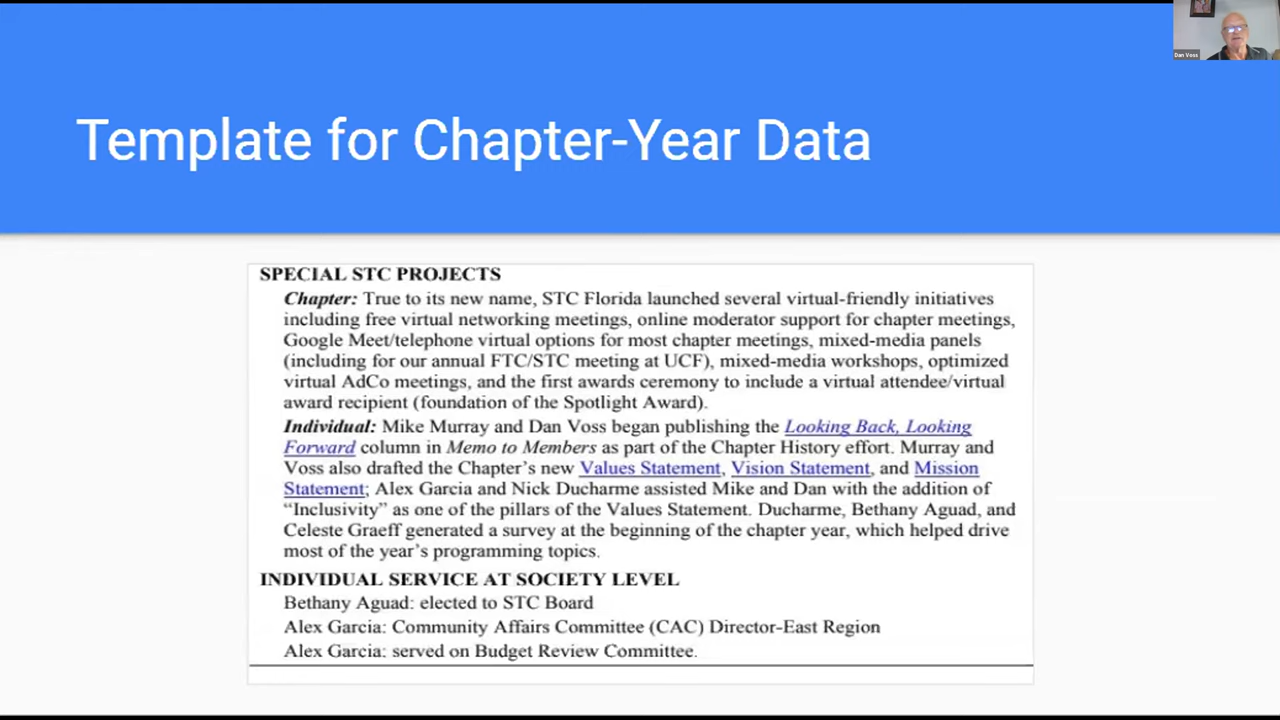 Dan Voss
Template for Chapter-Year Data
SPECIAL STC PROJECTS
Chapter: True to its new name, STC Florida launched several virtual-friendly initiatives
including free virtual networking meetings, online moderator support for chapter meetings,
Google Meet/telephone virtual options for most chapter meetings, mixed-media panels
(including for our annual FTC/STC meeting at UCF), mixed-media workshops, optimized
virtual AdCo meetings, and the first awards ceremony to include a virtual attendee/virtual
award recipient (foundation of the Spotlight Award).
Individual: Mike Murray and Dan Voss began publishing the Looking Back, Looking
Forward column in Memo to Members as part of the Chapter History effort. Murray and
Voss also drafted the Chapter's new Values Statement, Vision Statement, and Mission
Statement; Alex Garcia and Nick Ducharme assisted Mike and Dan with the addition of
“Inclusivity” as one of the pillars of the Values Statement. Ducharme, Bethany Aguad, and
Celeste Graeff generated a survey at the beginning of the chapter year, which helped drive
most of the year's programming topics.
INDIVIDUAL SERVICE AT SOCIETY LEVEL
Bethany Aguad: elected to STC Board
Alex Garcia: Community Affairs Committee (CAC) Director-East Region
Alex Garcia: served on Budget Review Committee.